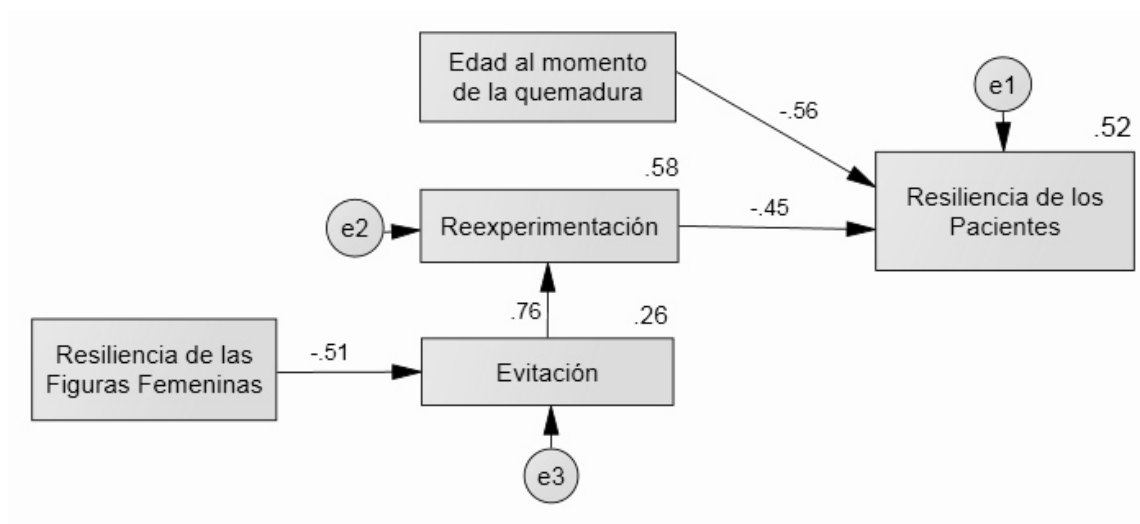 Edad al momento
de la quemadura
e1
-.56
.52
.58
Resiliencia de los
Pacientes
e2
Reexperimentación
-.45
.76
.26
Resiliencia de las
Figuras Femeninas
-.51
Evitación
e3